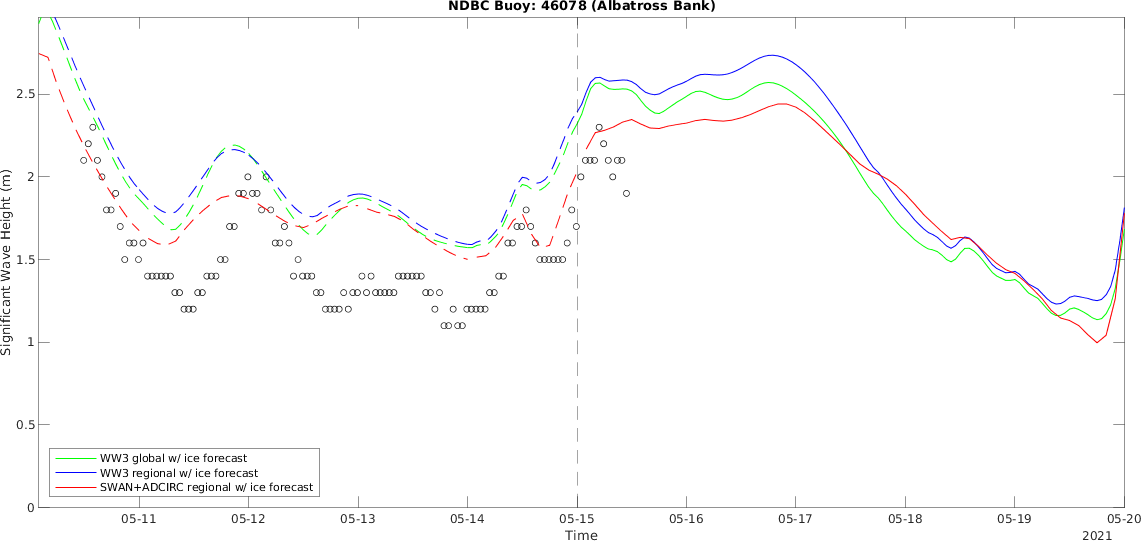 NDBC Buoy: 46078 (Albatross Bank)
Significant Wave Height (m)
2.5
2
1.5
1
0.5
0
WW3 global w/ ice forecast
WW3 regional w/ ice forecast
SWAN+ADCIRC regional w/ ice forecast
05-11 05-12 05-13 05-14 05-15 05-16 05-17 05-18 05-19 05-20
Time
2021